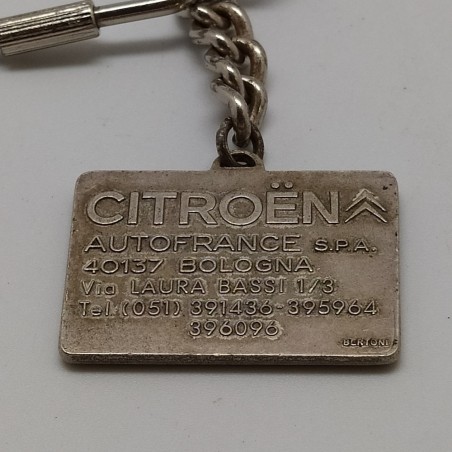 CITROËN
AUTOFRANCE S.P.A.
40137 BOLOGNA
Via LAURA BASSI 1/3
Tel. (051) 391436-395964
396096
BERTONI